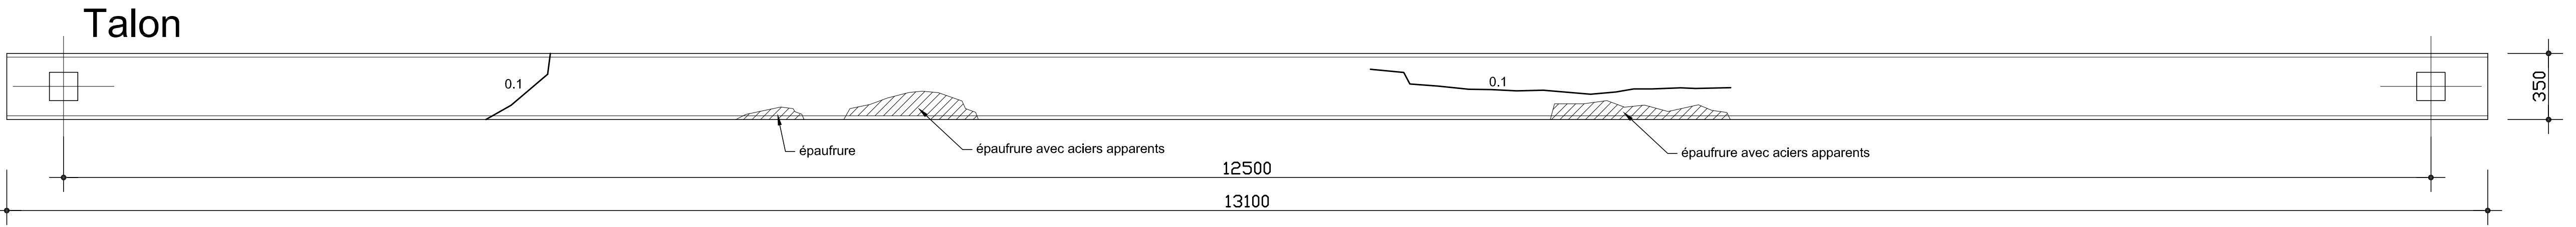 Talon
0.1
0.1
350
épaufrure
épaufrure avec aciers apparents
épaufrure avec aciers apparents
12500
13100